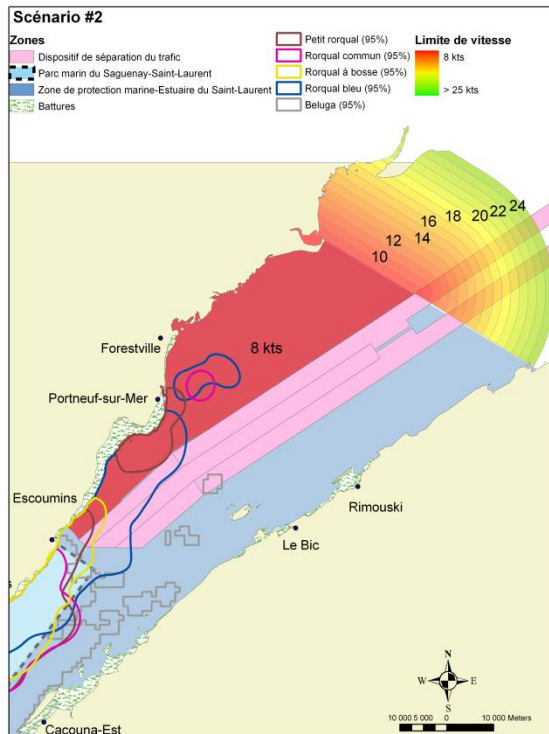 Scénario #2
Zones
Dispositif de séparation du trafic
Parc marin du Saguenay-Saint-Laurent
Zone de protection marine-Estuaire du Saint-Laurent
Battures
Petit rorqual (95%)
Rorqual commun (95%)
Rorqual à bosse (95%)
Rorqual bleu (95%)
Beluga (95%)
Limite de vitesse
8 kts
> 25 kts
24
22
20
18
16
14
12
10
8 kts
Forestville
Portneuf-sur-Mer
Escoumins
s
Rimouski
Le Bic
Cacouna-Est
N
W
E
S
10 000 5 000 0 10 000 Meters